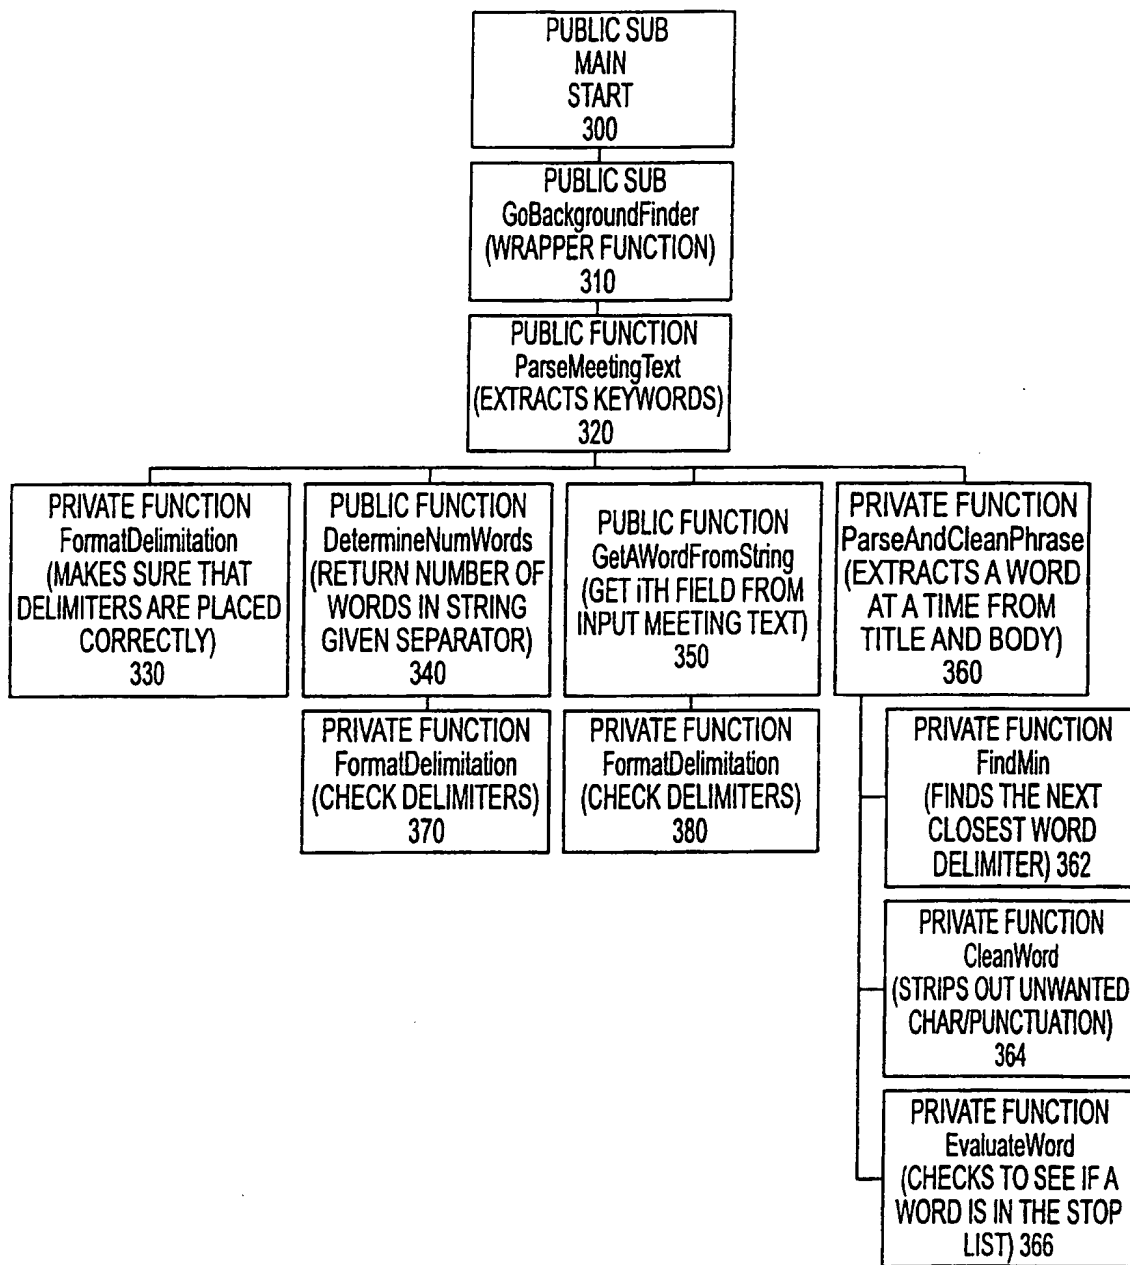 PUBLIC SUB
MAIN
START
300
PUBLIC SUB
GoBackgroundFinder
(WRAPPER FUNCTION)
310
PUBLIC FUNCTION
ParseMeetingText
(EXTRACTS KEYWORDS)
320
PRIVATE FUNCTION
FormatDelimitation
(MAKES SURE THAT
DELIMITERS ARE PLACED
CORRECTLY)
330
PUBLIC FUNCTION
DetermineNumWords
(RETURN NUMBER OF
WORDS IN STRING
GIVEN SEPARATOR)
340
PUBLIC FUNCTION
GetAWordFromString
(GET iTH FIELD FROM
INPUT MEETING TEXT)
350
PRIVATE FUNCTION
ParseAndCleanPhrase
(EXTRACTS A WORD
AT A TIME FROM
TITLE AND BODY)
360
PRIVATE FUNCTION
FormatDelimitation
(CHECK DELIMITERS)
370
PRIVATE FUNCTION
FormatDelimitation
(CHECK DELIMITERS)
380
PRIVATE FUNCTION
FindMin
(FINDS THE NEXT
CLOSEST WORD
DELIMITER) 362
PRIVATE FUNCTION
CleanWord
(STRIPS OUT UNWANTED
CHAR/PUNCTUATION)
364
PRIVATE FUNCTION
EvaluateWord
(CHECKS TO SEE IF A
WORD IS IN THE STOP
LIST) 366